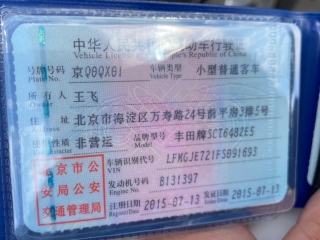 中华人民共和国机动车行驶证
Vehicle License of the People's Republic of China
号牌号码 京Q0QX01 车辆类型 小型普通客车
Plate No. Vehicle Type
所有人 王飞
Owner
住址 北京市海淀区万寿路24号前平房3排5号
使用性质 非营运 品牌型号 丰田牌SCT6482E5
Character Model
北京市公安局公安交通管理局
车辆识别代号 LFMGJE721FS091693
VIN
发动机号码 B131397
Engine No.
注册日期 2015-07-13 发证日期 2015-07-13
Register Date Issue Date